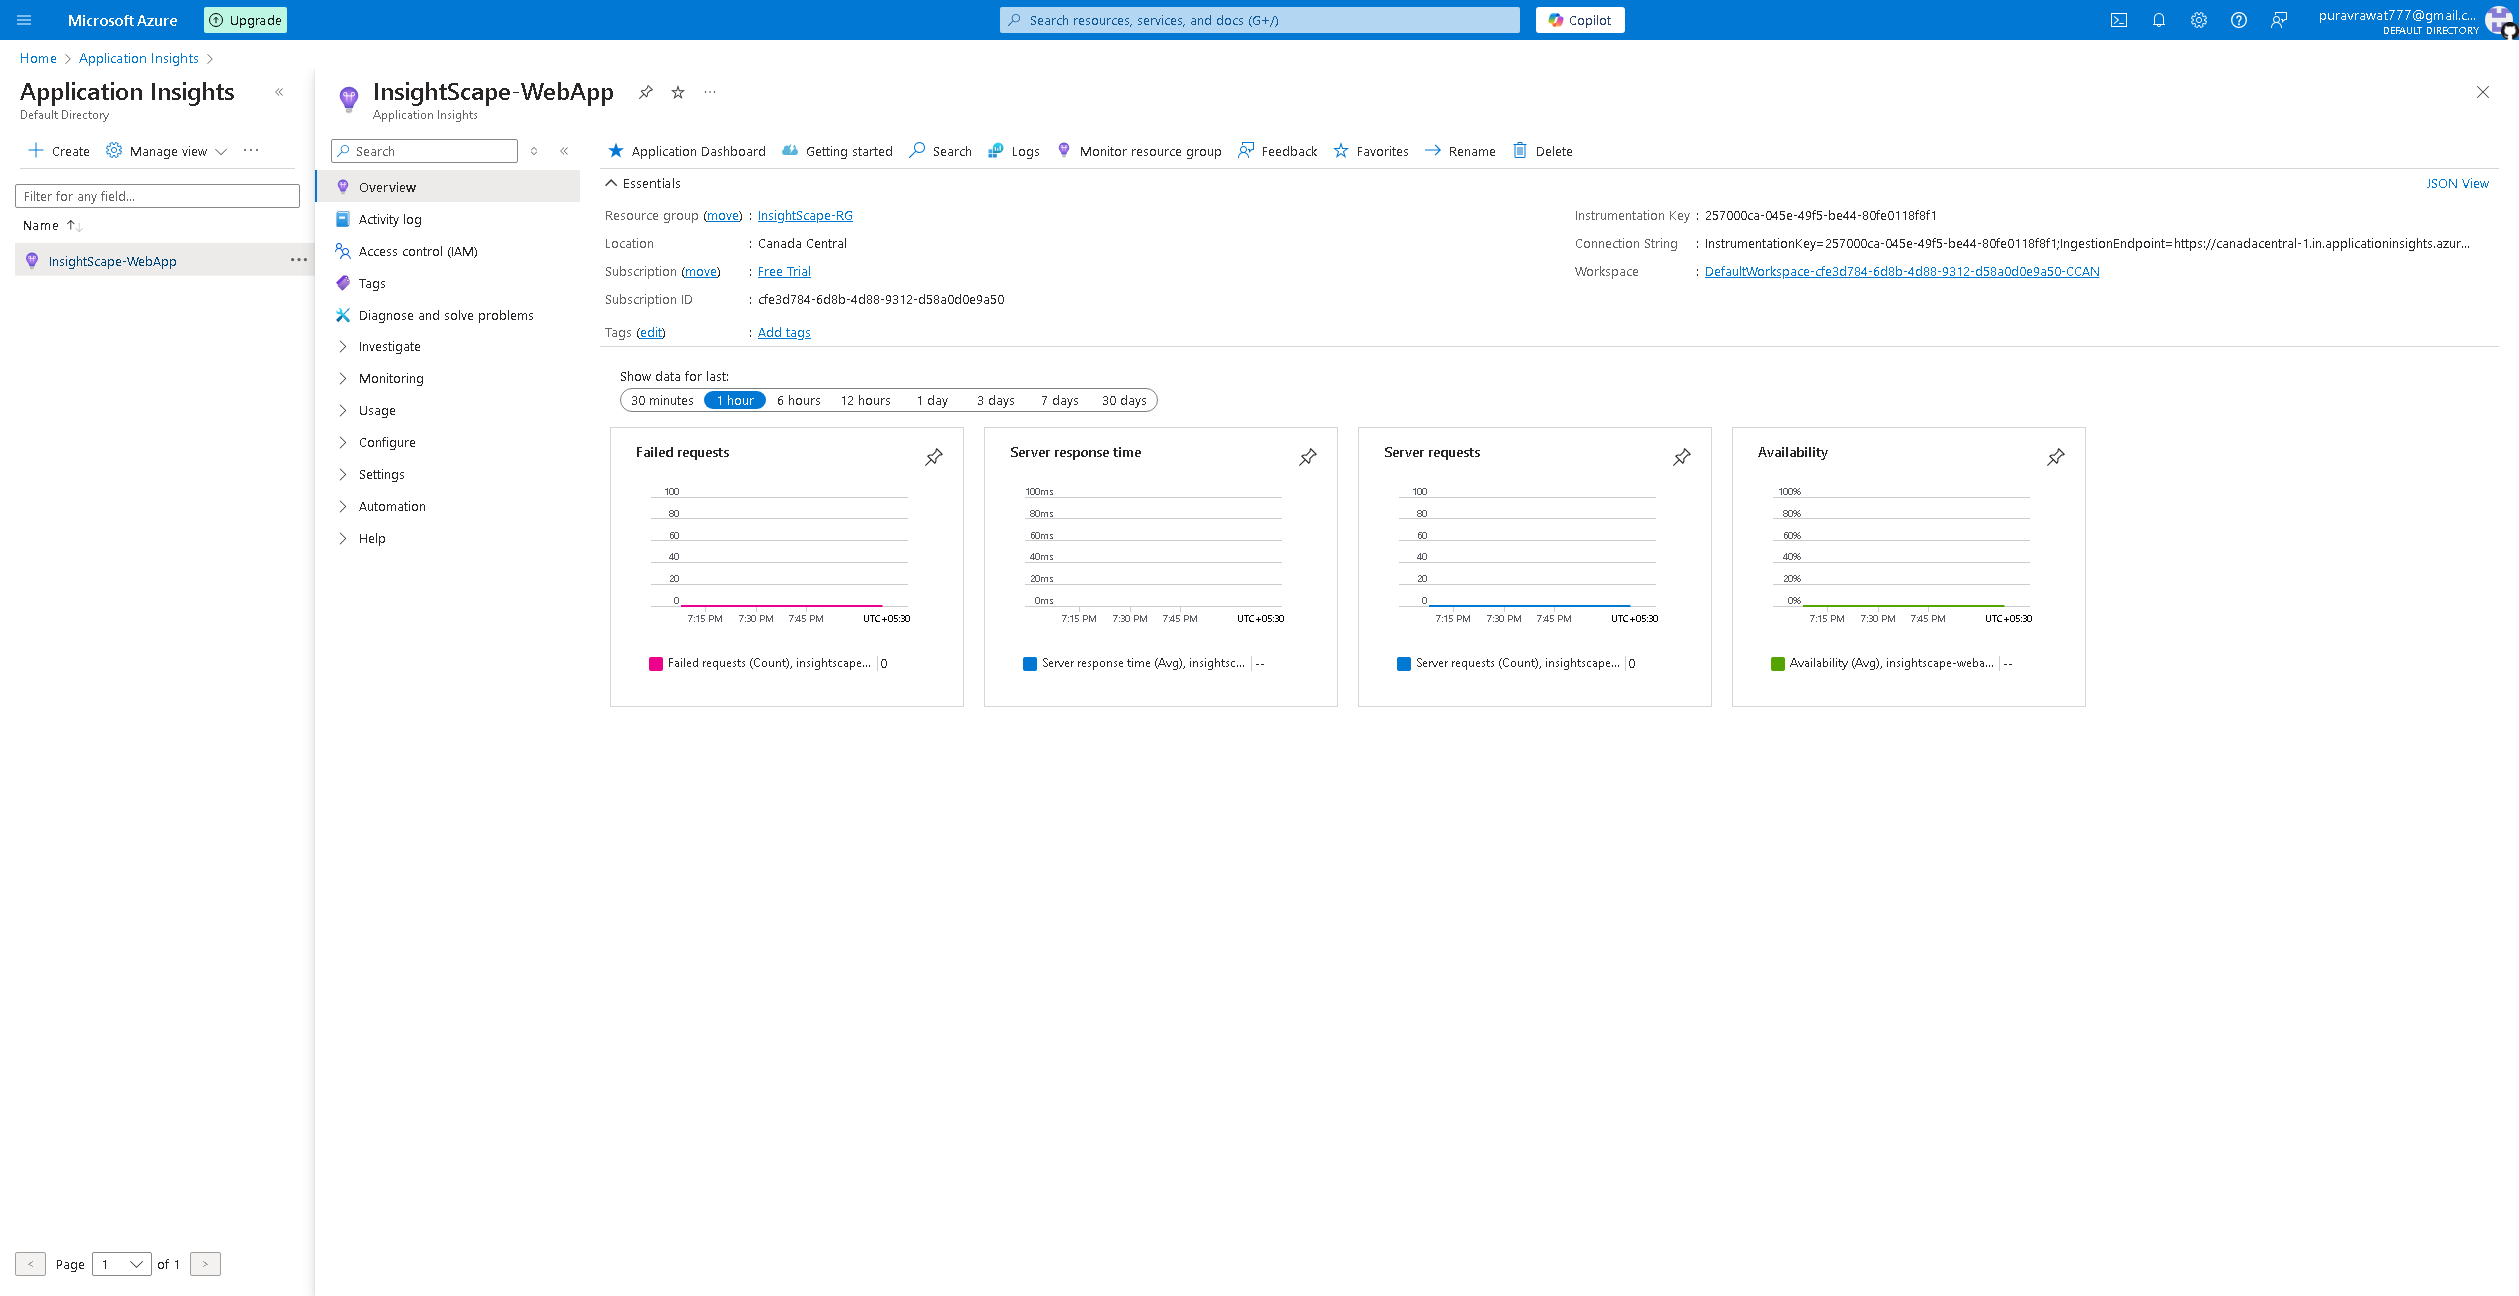 Microsoft Azure
Upgrade
Search resources, services, and docs (G+/)
Copilot
puravrawat777@gmail.c...
DEFAULT DIRECTORY
Home
Application Insights
Application Insights
Default Directory
Create
Manage view
Filter for any field...
Name
InsightScape-WebApp
Page 1 of 1
InsightScape-WebApp
Application Insights
Search
Overview
Activity log
Access control (IAM)
Tags
Diagnose and solve problems
Investigate
Monitoring
Usage
Configure
Settings
Automation
Help
Application Dashboard
Getting started
Search
Logs
Monitor resource group
Feedback
Favorites
Rename
Delete
Essentials
JSON View
Resource group (move) : InsightScape-RG
Location : Canada Central
Subscription (move) : Free Trial
Subscription ID : cfe3d784-6d8b-4d88-9312-d58a0d0e9a50
Tags (edit) : Add tags
Instrumentation Key : 257000ca-045e-49f5-be44-80fe0118f8f1
Connection String : InstrumentationKey=257000ca-045e-49f5-be44-80fe0118f8f1;IngestionEndpoint=https://canadacentral-1.in.applicationinsights.azur...
Workspace : DefaultWorkspace-cfe3d784-6d8b-4d88-9312-d58a0d0e9a50-CCAN
Show data for last:
30 minutes 1 hour 6 hours 12 hours 1 day 3 days 7 days 30 days
Failed requests
100
80
60
40
20
0
7:15 PM 7:30 PM 7:45 PM UTC+05:30
Failed requests (Count), insightscape... 0
Server response time
100ms
80ms
60ms
40ms
20ms
0ms
7:15 PM 7:30 PM 7:45 PM UTC+05:30
Server response time (Avg), insightsc... --
Server requests
100
80
60
40
20
0
7:15 PM 7:30 PM 7:45 PM UTC+05:30
Server requests (Count), insightscape... 0
Availability
100%
80%
60%
40%
20%
0%
7:15 PM 7:30 PM 7:45 PM UTC+05:30
Availability (Avg), insightscape-weba... --